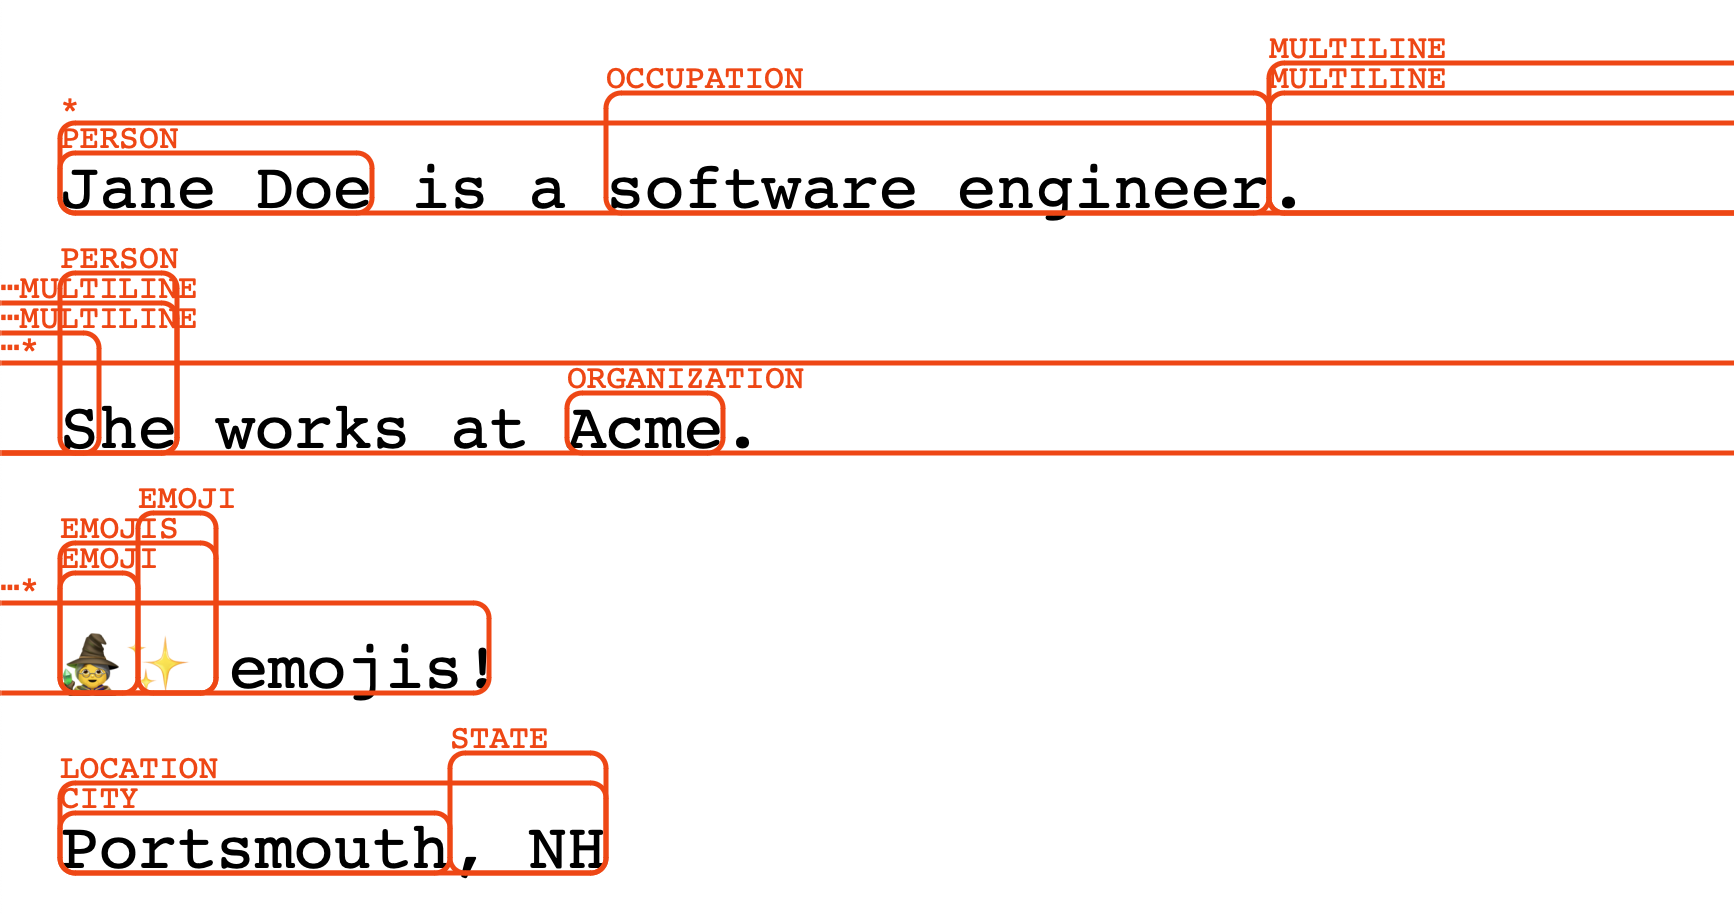 MULTILINE
OCCUPATION MULTILINE
*
PERSON
Jane Doe is a software engineer.
PERSON
…MULTILINE
…MULTILINE
…*
ORGANIZATION
She works at Acme.
EMOJI
EMOJIS
EMOJI
…*
🧙✨ emojis!
STATE
LOCATION
CITY
Portsmouth, NH